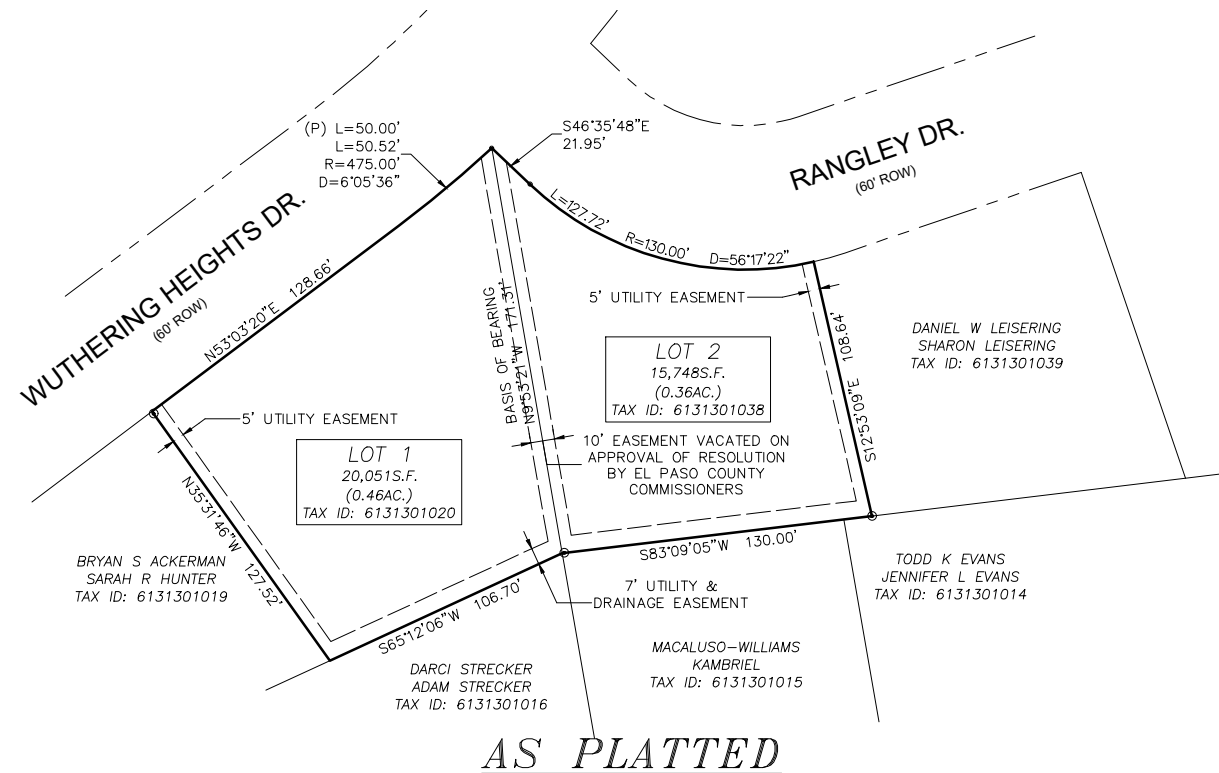 (P) L=50.00'
L=50.52'
R=475.00'
D=6°05'36"
S46°35'48"E
21.95'
RANGLEY DR.
(60' ROW)
WUTHERING HEIGHTS DR.
(60' ROW)
N53°03'20"E 128.66'
L=127.72'
R=130.00'
D=56°17'22"
BASIS OF BEARING
N9°53'21"W 171.31'
5' UTILITY EASEMENT
108.64'
S12°53'09"E
DANIEL W LEISERING
SHARON LEISERING
TAX ID: 6131301039
LOT 2
15,748S.F.
(0.36AC.)
TAX ID: 6131301038
5' UTILITY EASEMENT
LOT 1
20,051S.F.
(0.46AC.)
TAX ID: 6131301020
10' EASEMENT VACATED ON
APPROVAL OF RESOLUTION
BY EL PASO COUNTY
COMMISSIONERS
N35°31'46"W 127.52'
S83°09'05"W 130.00'
BRYAN S ACKERMAN
SARAH R HUNTER
TAX ID: 6131301019
TODD K EVANS
JENNIFER L EVANS
TAX ID: 6131301014
7' UTILITY &
DRAINAGE EASEMENT
S65°12'06"W 106.70'
MACALUSO-WILLIAMS
KAMBRIEL
TAX ID: 6131301015
DARCI STRECKER
ADAM STRECKER
TAX ID: 6131301016
AS PLATTED